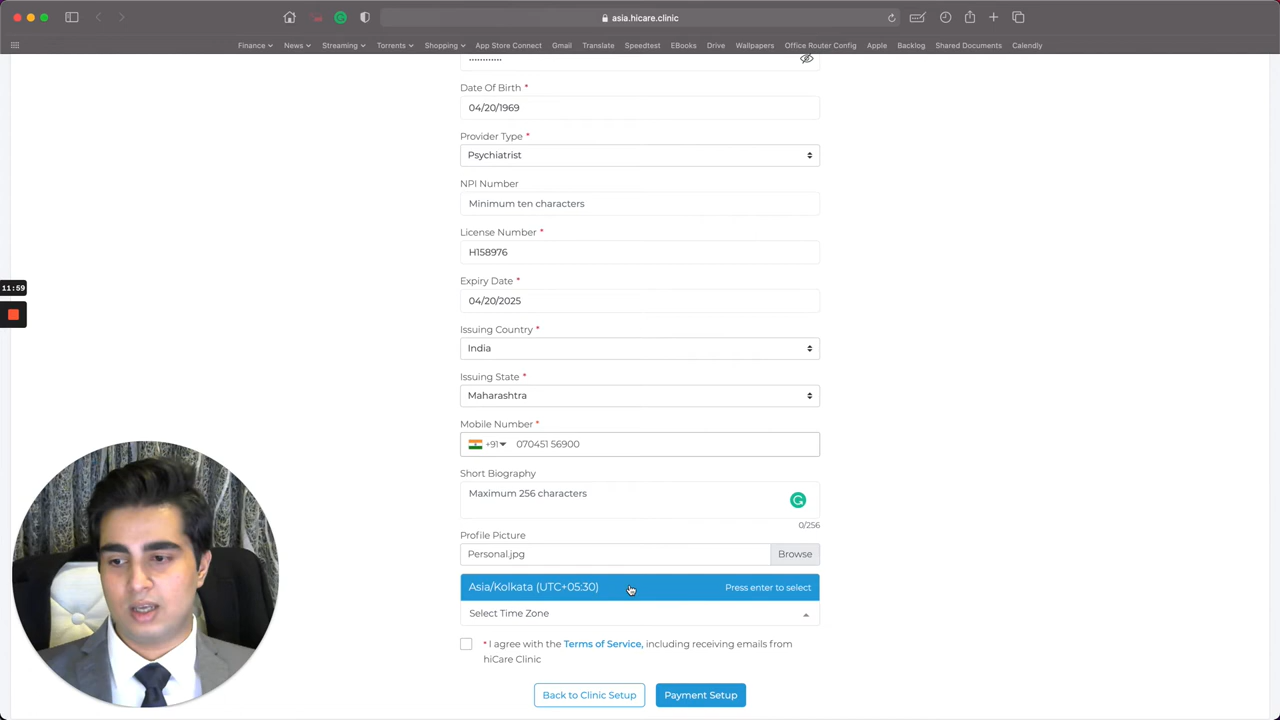 asia.hicare.clinic
Finance News Streaming Torrents Shopping App Store Connect Gmail Translate Speedtest EBooks Drive Wallpapers Office Router Config Apple Backlog Shared Documents Calendly
Date Of Birth *
04/20/1969
Provider Type *
Psychiatrist
NPI Number
Minimum ten characters
License Number *
H158976
Expiry Date *
04/20/2025
11:59
Issuing Country *
India
Issuing State *
Maharashtra
Mobile Number *
+91 070451 56900
Short Biography
Maximum 256 characters
0/256
Profile Picture
Personal.jpg Browse
Asia/Kolkata (UTC+05:30) Press enter to select
Select Time Zone
* I agree with the Terms of Service, including receiving emails from
hiCare Clinic
Back to Clinic Setup Payment Setup